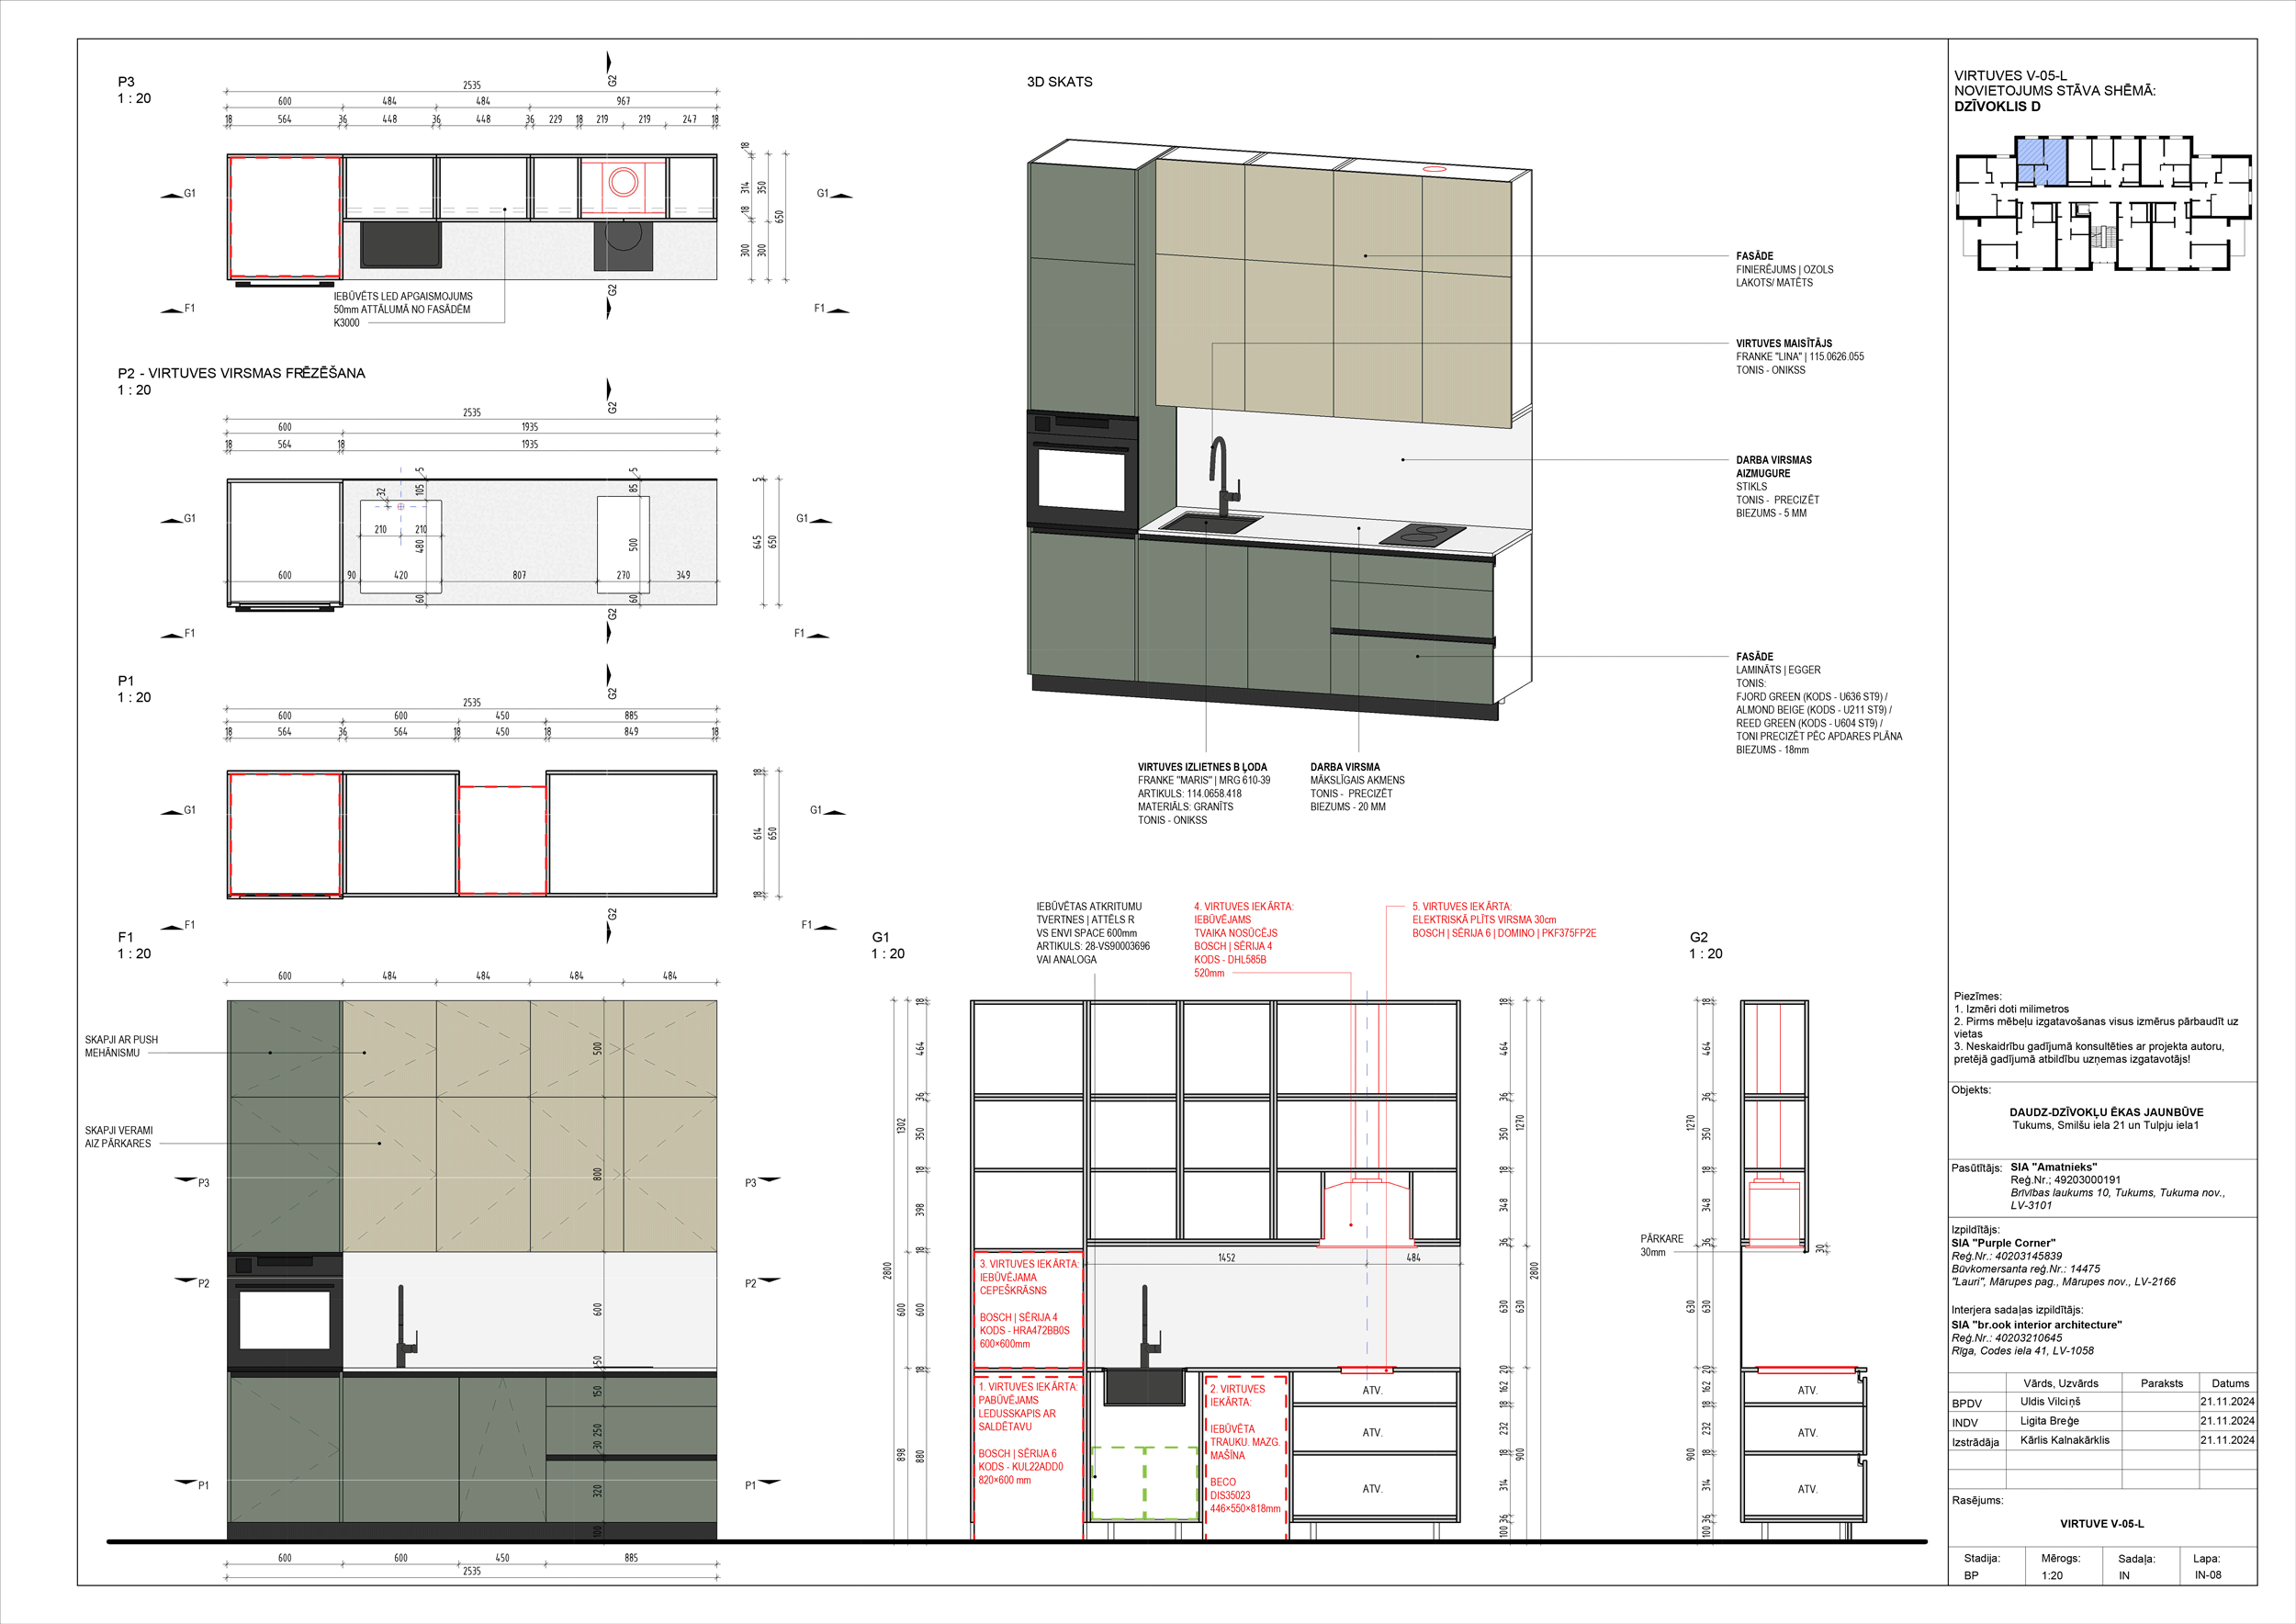 P3
1 : 20
G2
2535
600 484 484 967
18 564 36 448 36 448 36 229 18 219 219 247 18
18
314 350
18 650
300 300
G1 G1
IEBŪVĒTS LED APGAISMOJUMS
50mm ATTĀLUMĀ NO FASĀDĒM
K3000
G2
F1 F1
P2 - VIRTUVES VIRSMAS FRĒZĒŠANA
1 : 20
G2
2535
600 1935
18 564 18 1935
5 5
32 105 85
5
G1 G1
210 210
480 500
645 650
600 90 420 807 270 349
60 60
G2
F1 F1
P1
1 : 20
G2
2535
600 600 450 885
18 564 36 564 18 450 18 849 18
18
G1 G1
614 650
18
G2
F1 F1
3D SKATS
FASĀDE
FINIERĒJUMS | OZOLS
LAKOTS/ MATĒTS
VIRTUVES MAISĪTĀJS
FRANKE "LINA" | 115.0626.055
TONIS - ONIKSS
DARBA VIRSMAS
AIZMUGURE
STIKLS
TONIS - PRECIZĒT
BIEZUMS - 5 MM
FASĀDE
LAMINĀTS | EGGER
TONIS:
FJORD GREEN (KODS - U636 ST9) /
ALMOND BEIGE (KODS - U211 ST9) /
REED GREEN (KODS - U604 ST9) /
TONI PRECIZĒT PĒC APDARES PLĀNA
BIEZUMS - 18mm
VIRTUVES IZLIETNES B ĻODA
FRANKE "MARIS" | MRG 610-39
ARTIKULS: 114.0658.418
MATERIĀLS: GRANĪTS
TONIS - ONIKSS
DARBA VIRSMA
MĀKSLĪGAIS AKMENS
TONIS - PRECIZĒT
BIEZUMS - 20 MM
F1
1 : 20
600 484 484 484 484
SKAPJI AR PUSH
MEHĀNISMU
500
SKAPJI VERAMI
AIZ PĀRKARES
800
P3 P3
P2 P2
600
50
150
250
30
P1 P1
320
100
600 600 450 885
2535
G1
1 : 20
IEBŪVĒTAS ATKRITUMU
TVERTNES | ATTĒLS R
VS ENVI SPACE 600mm
ARTIKULS: 28-VS90003696
VAI ANALOGA
4. VIRTUVES IEKĀRTA:
IEBŪVĒJAMS
TVAIKA NOSŪCĒJS
BOSCH | SĒRIJA 4
KODS - DHL585B
520mm
5. VIRTUVES IEKĀRTA:
ELEKTRISKĀ PLĪTS VIRSMA 30cm
BOSCH | SĒRIJA 6 | DOMINO | PKF375FP2E
18
464
36
1302 350
18
398
18
2800 600 600
18
898 880
1452 484
3. VIRTUVES IEKĀRTA:
IEBŪVĒJAMA
CEPEŠKRĀSNS
BOSCH | SĒRIJA 4
KODS - HRA472BB0S
600×600mm
1. VIRTUVES IEKĀRTA:
PABŪVĒJAMS
LEDUSSKAPIS AR
SALDĒTAVU
BOSCH | SĒRIJA 6
KODS - KUL22ADD0
820×600 mm
2. VIRTUVES
IEKĀRTA:
IEBŪVĒTA
TRAUKU. MAZG.
MAŠĪNA
BECO
DIS35023
446×550×818mm
ATV.
ATV.
ATV.
18
464
36
350 1270
18
348
36
630 630 2800
20
162
18
232
18 900
314
36
100
G2
1 : 20
18
464
36
1270 350
18
348
36
PĀRKARE
30mm
30
630 630
20
162
18
232
900 18
314
36
100
ATV.
ATV.
ATV.
VIRTUVES V-05-L
NOVIETOJUMS STĀVA SHĒMĀ:
DZĪVOKLIS D
Piezīmes:
1. Izmēri doti milimetros
2. Pirms mēbeļu izgatavošanas visus izmērus pārbaudīt uz
vietas
3. Neskaidrību gadījumā konsultēties ar projekta autoru,
pretējā gadījumā atbildību uzņemas izgatavotājs!
Objekts:
DAUDZ-DZĪVOKĻU ĒKAS JAUNBŪVE
Tukums, Smilšu iela 21 un Tulpju iela1
Pasūtītājs: SIA "Amatnieks"
Reģ.Nr.; 49203000191
Brīvības laukums 10, Tukums, Tukuma nov.,
LV-3101
Izpildītājs:
SIA "Purple Corner"
Reģ.Nr.: 40203145839
Būvkomersanta reģ.Nr.: 14475
"Lauri", Mārupes pag., Mārupes nov., LV-2166
Interjera sadaļas izpildītājs:
SIA "br.ook interior architecture"
Reģ.Nr.: 40203210645
Rīga, Codes iela 41, LV-1058
Vārds, Uzvārds Paraksts Datums
BPDV Uldis Vilciņš 21.11.2024
INDV Ligita Breģe 21.11.2024
Izstrādāja Kārlis Kalnakārklis 21.11.2024
Rasējums:
VIRTUVE V-05-L
Stadija: Mērogs: Sadaļa: Lapa:
BP 1:20 IN IN-08